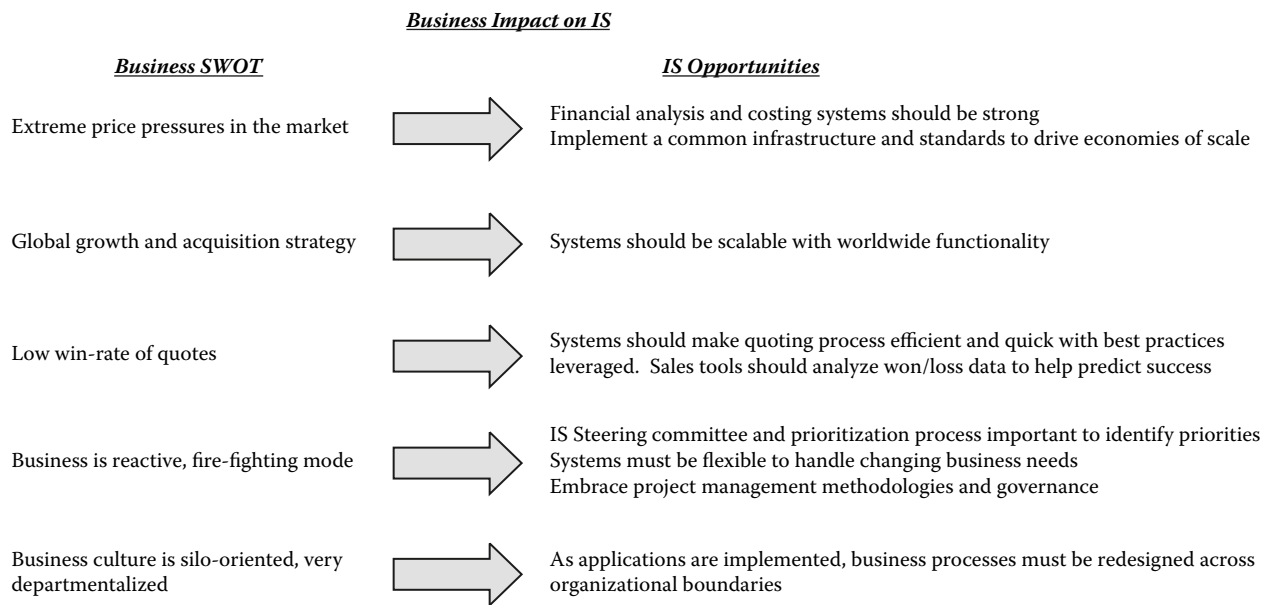 Business Impact on IS
Business SWOT
IS Opportunities
Extreme price pressures in the market
Financial analysis and costing systems should be strong
Implement a common infrastructure and standards to drive economies of scale
Global growth and acquisition strategy
Systems should be scalable with worldwide functionality
Low win-rate of quotes
Systems should make quoting process efficient and quick with best practices
leveraged.  Sales tools should analyze won/loss data to help predict success
Business is reactive, fire-fighting mode
IS Steering committee and prioritization process important to identify priorities
Systems must be flexible to handle changing business needs
Embrace project management methodologies and governance
Business culture is silo-oriented, very
departmentalized
As applications are implemented, business processes must be redesigned across
organizational boundaries